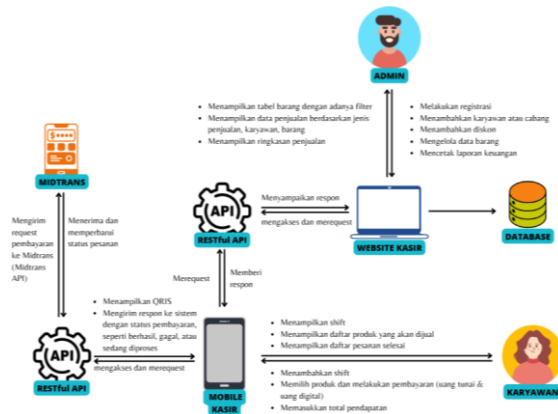 ADMIN
• Menampilkan tabel barang dengan adanya filter
• Menampilkan data penjualan berdasarkan jenis
penjualan, karyawan, barang
• Menampilkan ringkasan penjualan
• Melakukan registrasi
• Menambahkan karyawan atau cabang
• Menambahkan diskon
• Mengelola data barang
• Mencetak laporan keuangan
MIDTRANS
Mengirim
request
pembayaran
ke Midtrans
(Midtrans
API)
Menerima dan
memperbarui
status pesanan
API
RESTful API
Menyampaikan respon
mengakses dan merequest
WEBSITE KASIR
DATABASE
Merequest
Memberi
respon
• Menampilkan QRIS
• Mengirim respon ke sistem
dengan status pembayaran,
seperti berhasil, gagal, atau
sedang diproses
mengakses dan merequest
API
RESTful API
MOBILE
KASIR
• Menampilkan shift
• Menampilkan daftar produk yang akan dijual
• Menampilkan daftar pesanan selesai
• Menambahkan shift
• Memilih produk dan melakukan pembayaran (uang tunai &
uang digital)
• Memasukkan total pendapatan
KARYAWAN